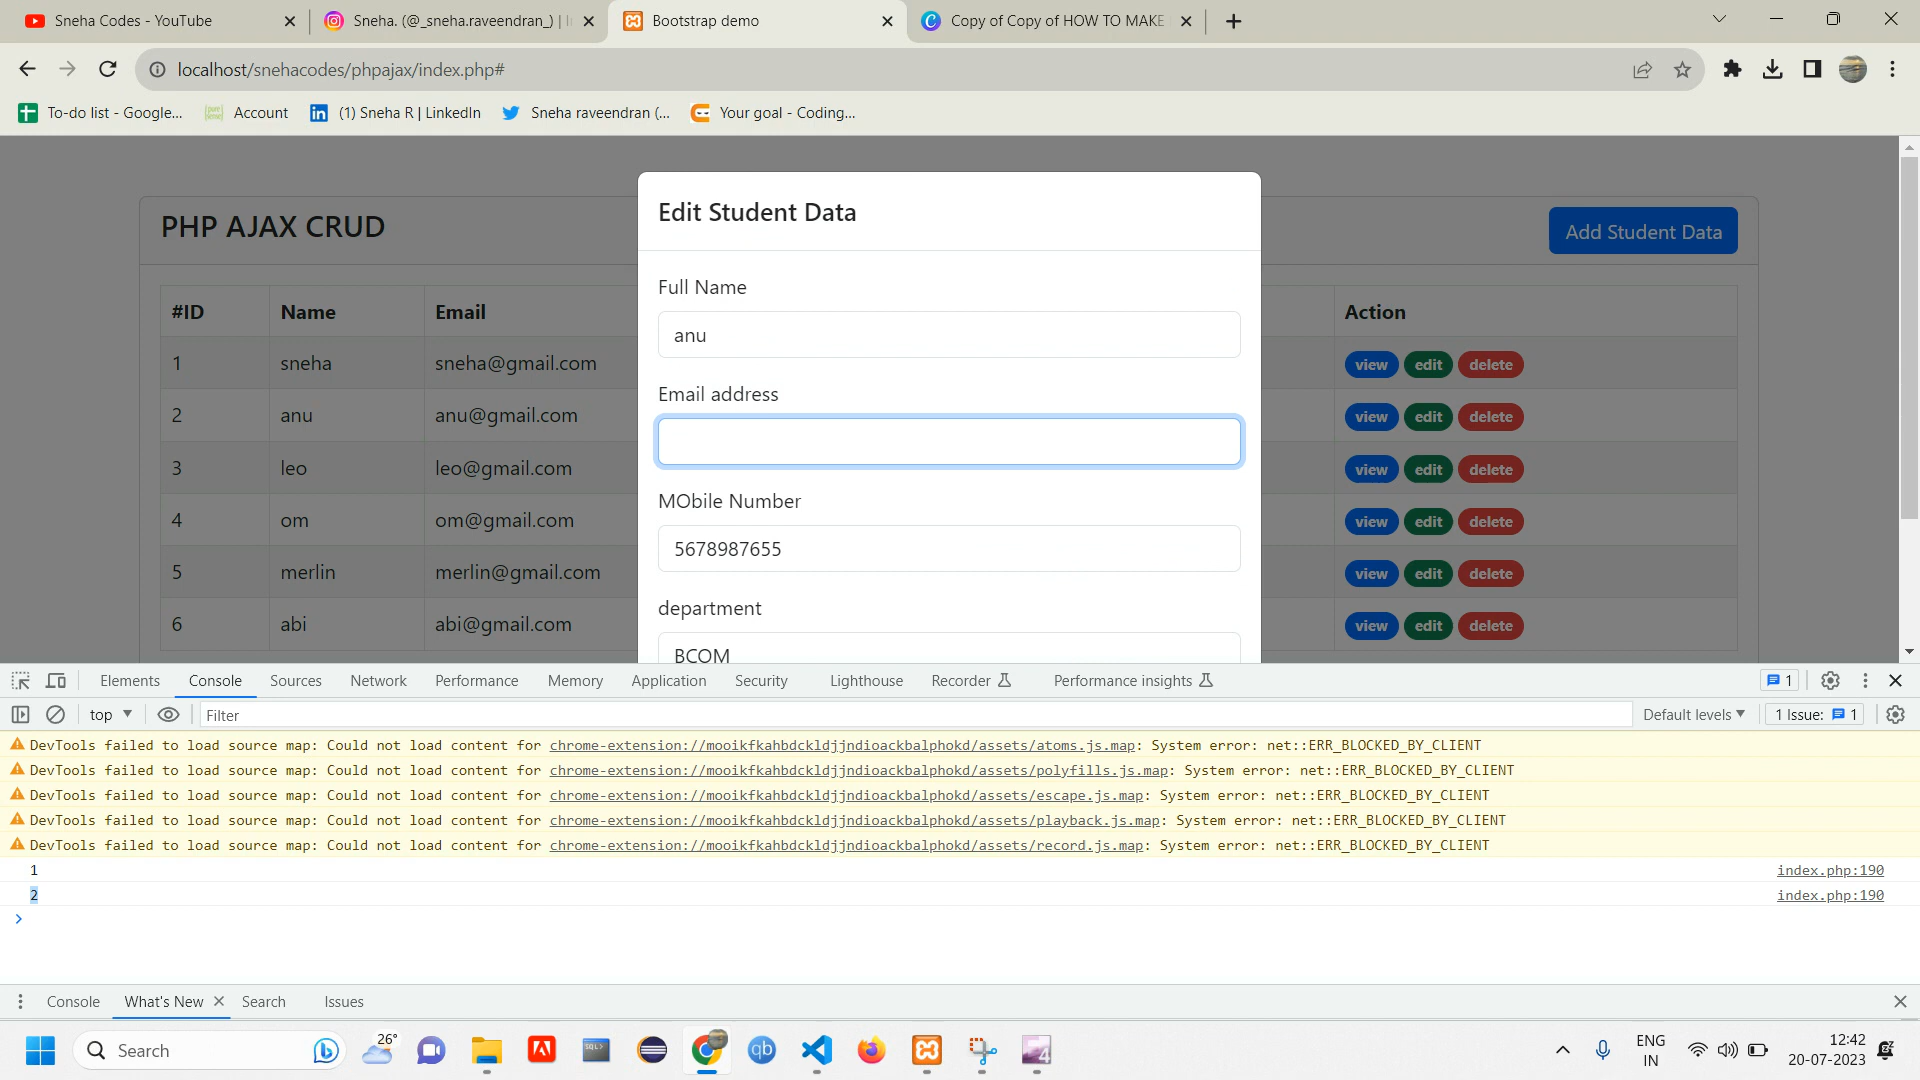 Sneha Codes - YouTube
Sneha. (@_sneha.raveendran_) |
Bootstrap demo
Copy of Copy of HOW TO MAKE
localhost/snehacodes/phpajax/index.php#
To-do list - Google...
Account
(1) Sneha R | LinkedIn
Sneha raveendran (...
Your goal - Coding...
Edit Student Data
PHP AJAX CRUD
Add Student Data
Full Name
#ID Name Email Action
anu
1 sneha sneha@gmail.com view edit delete
Email address
2 anu anu@gmail.com view edit delete
3 leo leo@gmail.com view edit delete
MObile Number
4 om om@gmail.com view edit delete
5678987655
5 merlin merlin@gmail.com view edit delete
department
6 abi abi@gmail.com view edit delete
BCOM
Elements Console Sources Network Performance Memory Application Security Lighthouse Recorder Performance insights 1
top Filter Default levels 1 Issue: 1
DevTools failed to load source map: Could not load content for chrome-extension://mooikfkahbdckldjjndioackbalphokd/assets/atoms.js.map: System error: net::ERR_BLOCKED_BY_CLIENT
DevTools failed to load source map: Could not load content for chrome-extension://mooikfkahbdckldjjndioackbalphokd/assets/polyfills.js.map: System error: net::ERR_BLOCKED_BY_CLIENT
DevTools failed to load source map: Could not load content for chrome-extension://mooikfkahbdckldjjndioackbalphokd/assets/escape.js.map: System error: net::ERR_BLOCKED_BY_CLIENT
DevTools failed to load source map: Could not load content for chrome-extension://mooikfkahbdckldjjndioackbalphokd/assets/playback.js.map: System error: net::ERR_BLOCKED_BY_CLIENT
DevTools failed to load source map: Could not load content for chrome-extension://mooikfkahbdckldjjndioackbalphokd/assets/record.js.map: System error: net::ERR_BLOCKED_BY_CLIENT
1 index.php:190
2 index.php:190
Console What's New Search Issues
Search
26°
SQL>
qb
4
ENG
IN
12:42
20-07-2023